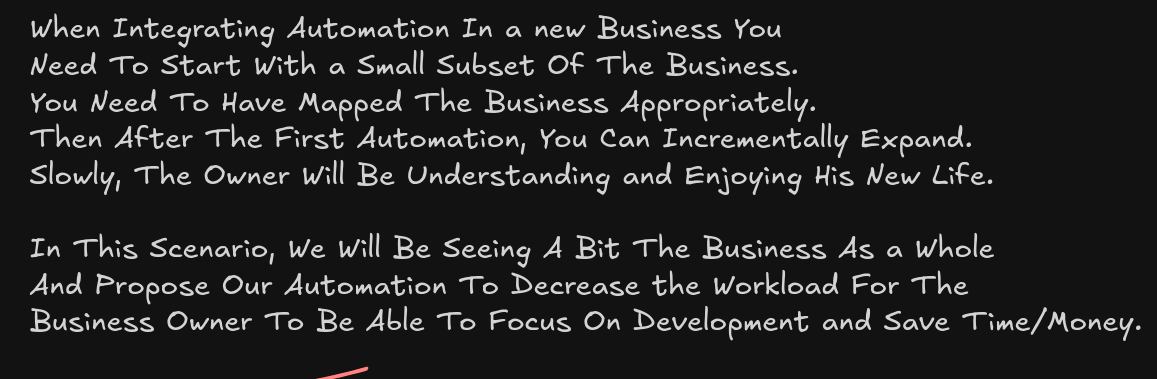 When Integrating Automation In a new Business You
Need To Start With a Small Subset Of The Business.
You Need To Have Mapped The Business Appropriately.
Then After The First Automation, You Can Incrementally Expand.
Slowly, The Owner Will Be Understanding and Enjoying His New Life.
In This Scenario, We Will Be Seeing A Bit The Business As a Whole
And Propose Our Automation To Decrease the Workload For The
Business Owner To Be Able To Focus On Development and Save Time/Money.